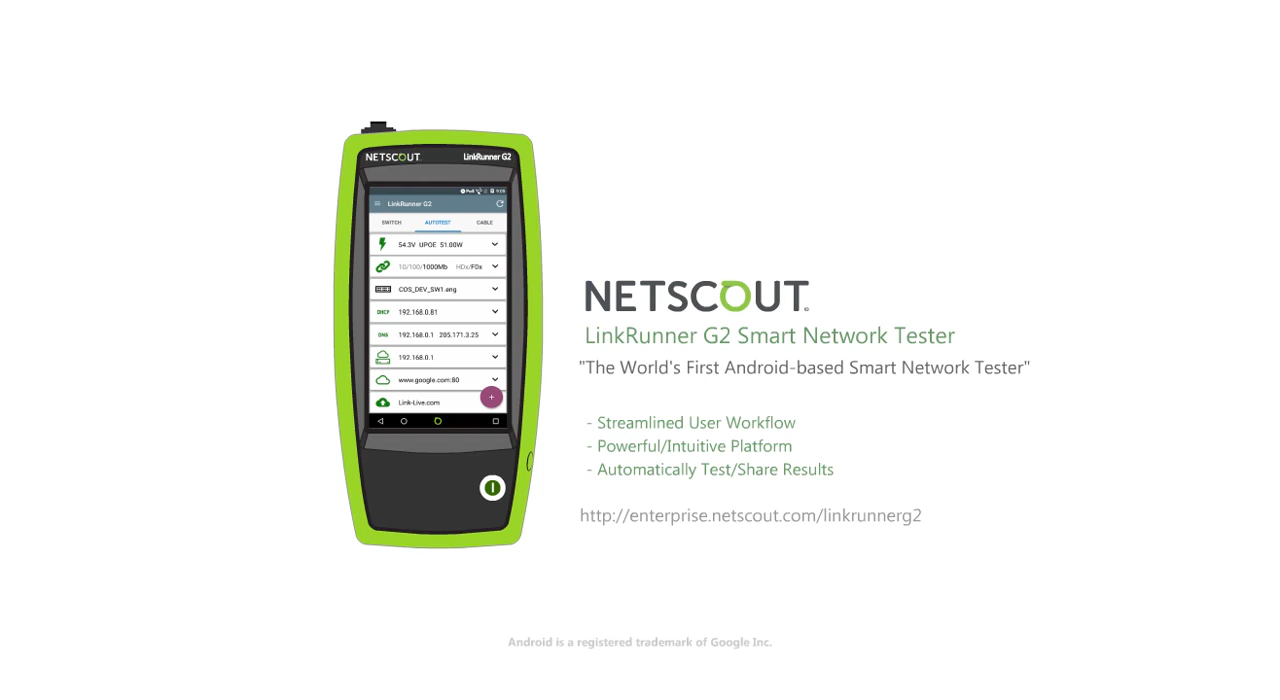 NETSCOUT
LinkRunner G2
PoE 9:05
LinkRunner G2
SWITCH AUTOTEST CABLE
54.3V UPOE 51.00W
10/100/1000Mb HDx/FDx
COS_DEV_SW1.eng
DHCP 192.168.0.81
DNS 192.168.0.1 205.171.3.25
192.168.0.1
www.google.com:80
Link-Live.com
+
NETSCOUT
LinkRunner G2 Smart Network Tester
"The World's First Android-based Smart Network Tester"
- Streamlined User Workflow
- Powerful/Intuitive Platform
- Automatically Test/Share Results
http://enterprise.netscout.com/linkrunnerg2
Android is a registered trademark of Google Inc.